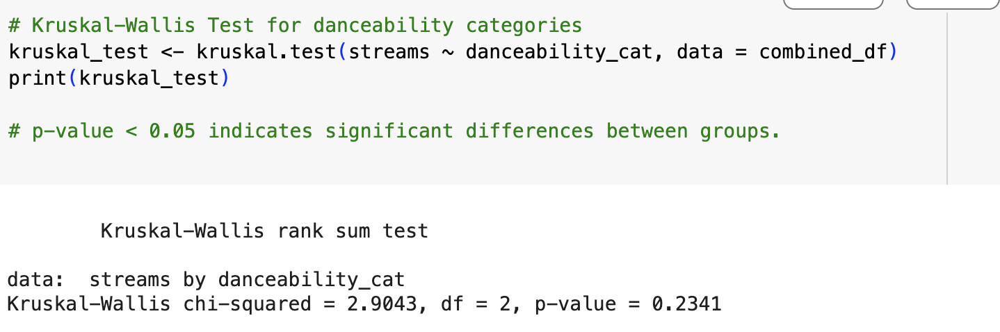 # Kruskal-Wallis Test for danceability categories
kruskal_test <- kruskal.test(streams ~ danceability_cat, data = combined_df)
print(kruskal_test)
# p-value < 0.05 indicates significant differences between groups.
Kruskal-Wallis rank sum test
data:  streams by danceability_cat
Kruskal-Wallis chi-squared = 2.9043, df = 2, p-value = 0.2341